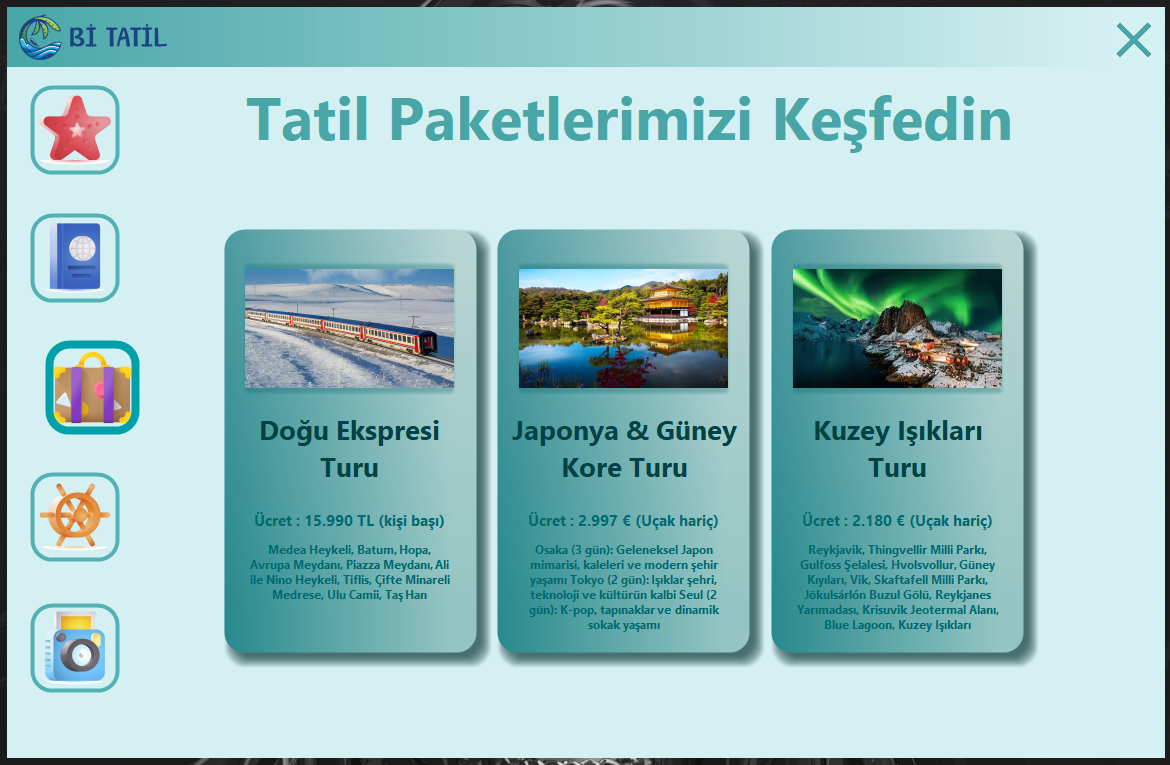 Bİ TATİL
Tatil Paketlerimizi Keşfedin
Doğu Ekspresi
Turu
Ücret : 15.990 TL (kişi başı)
Medea Heykeli, Batum, Hopa,
Avrupa Meydanı, Piazza Meydanı, Ali
ile Nino Heykeli, Tiflis, Çifte Minareli
Medrese, Ulu Camii, Taş Han
Japonya & Güney
Kore Turu
Ücret : 2.997 € (Uçak hariç)
Osaka (3 gün): Geleneksel Japon
mimarisi, kaleleri ve modern şehir
yaşamı Tokyo (2 gün): Işıklar şehri,
teknoloji ve kültürün kalbi Seul (2
gün): K-pop, tapınaklar ve dinamik
sokak yaşamı
Kuzey Işıkları
Turu
Ücret : 2.180 € (Uçak hariç)
Reykjavik, Thingvellir Milli Parkı,
Gulfoss Şelalesi, Hvolsvollur, Güney
Kıyıları, Vik, Skaftafell Milli Parkı,
Jökulsárlón Buzul Gölü, Reykjanes
Yarımadası, Krisuvik Jeotermal Alanı,
Blue Lagoon, Kuzey Işıkları